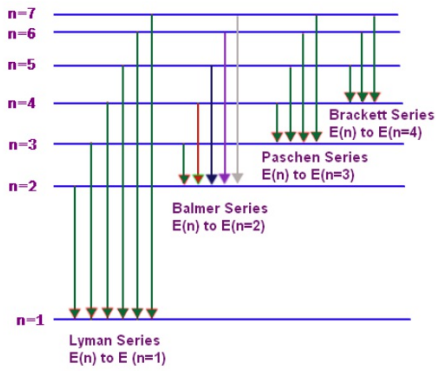 n=7
n=6
n=5
n=4
Brackett Series
E(n) to E(n=4)
n=3
Paschen Series
E(n) to E(n=3)
n=2
Balmer Series
E(n) to E(n=2)
n=1
Lyman Series
E(n) to E (n=1)